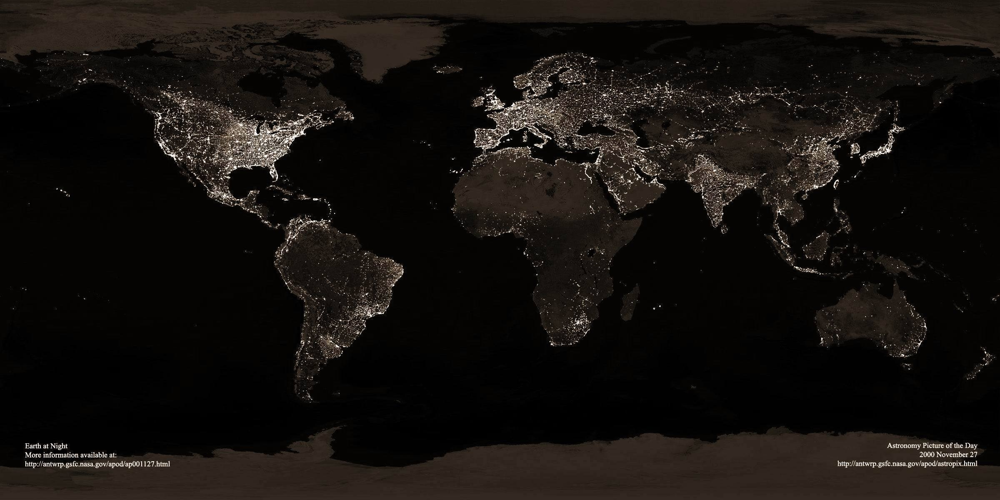 Earth at Night
More information available at:
http://antwrp.gsfc.nasa.gov/apod/ap001127.html
Astronomy Picture of the Day
2000 November 27
http://antwrp.gsfc.nasa.gov/apod/astropix.html